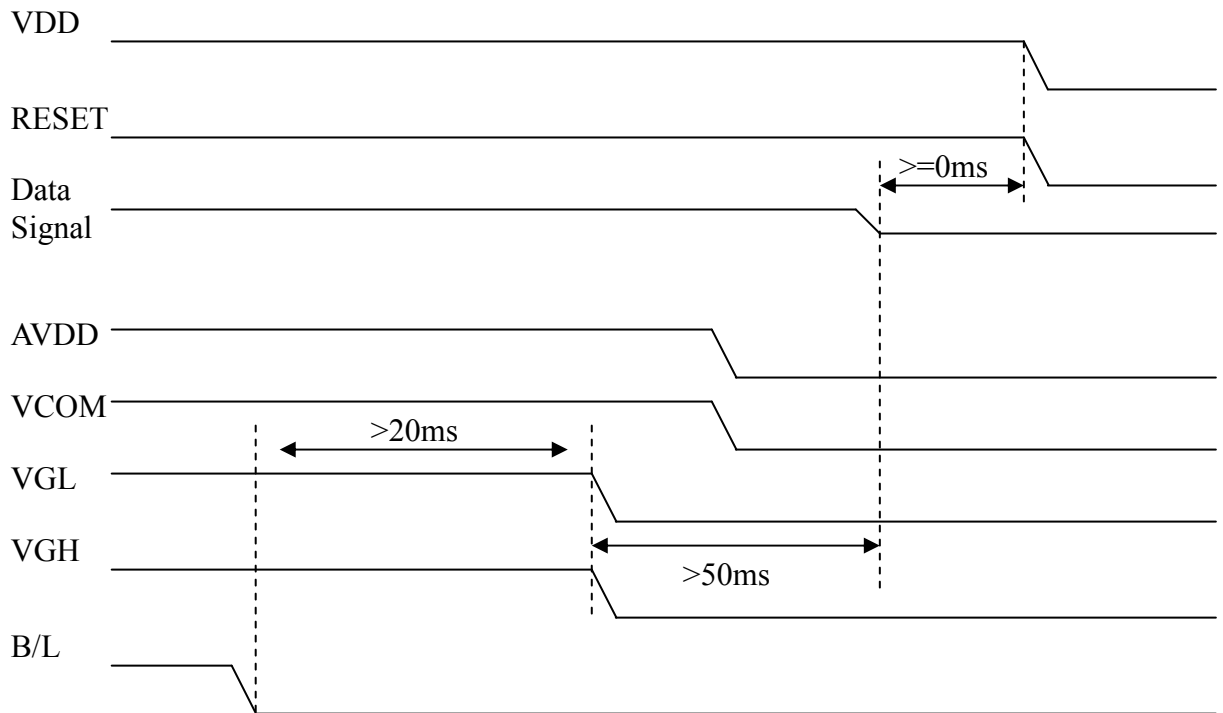 VDD
RESET
>=0ms
Data
Signal
AVDD
VCOM
>20ms
VGL
VGH
>50ms
B/L